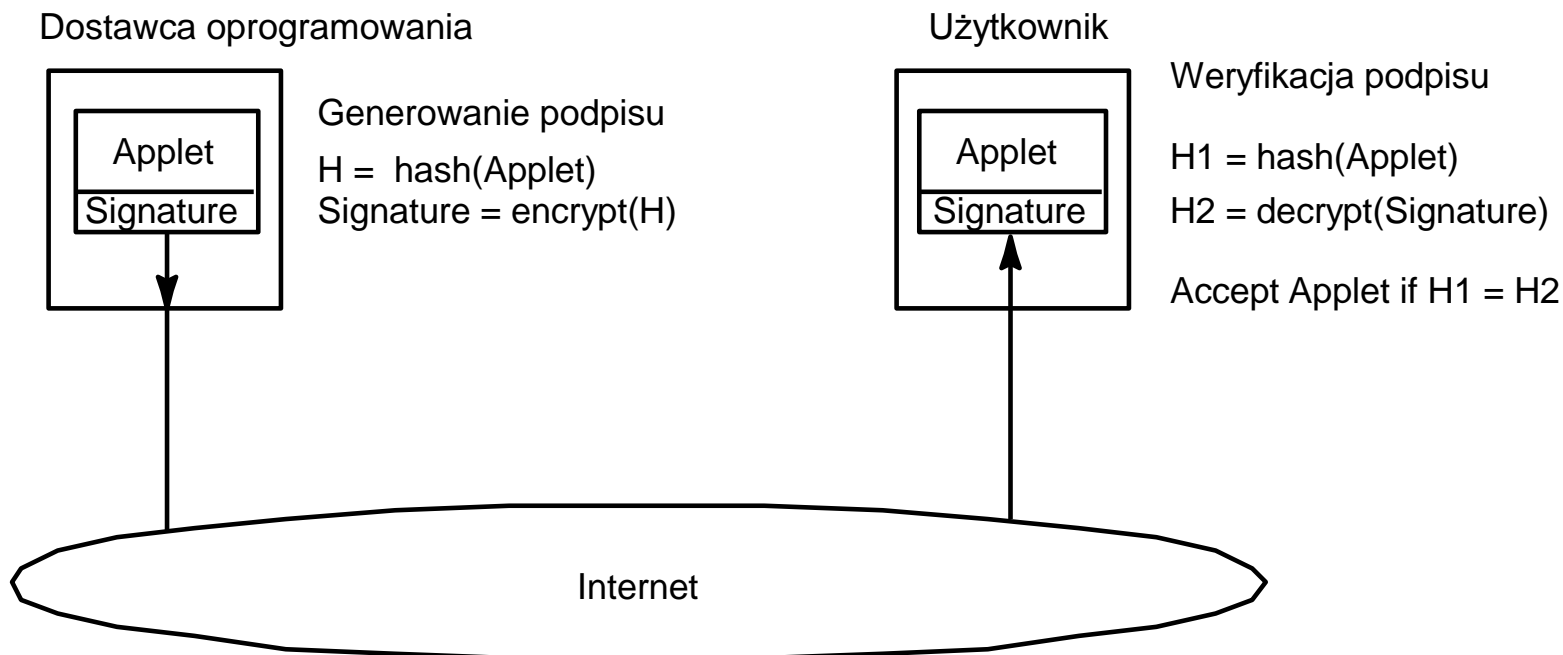 Dostawca oprogramowania
Applet
Signature
Generowanie podpisu
H =  hash(Applet)
Signature = encrypt(H)
Użytkownik
Applet
Signature
Weryfikacja podpisu
H1 = hash(Applet)
H2 = decrypt(Signature)
Accept Applet if H1 = H2
Internet